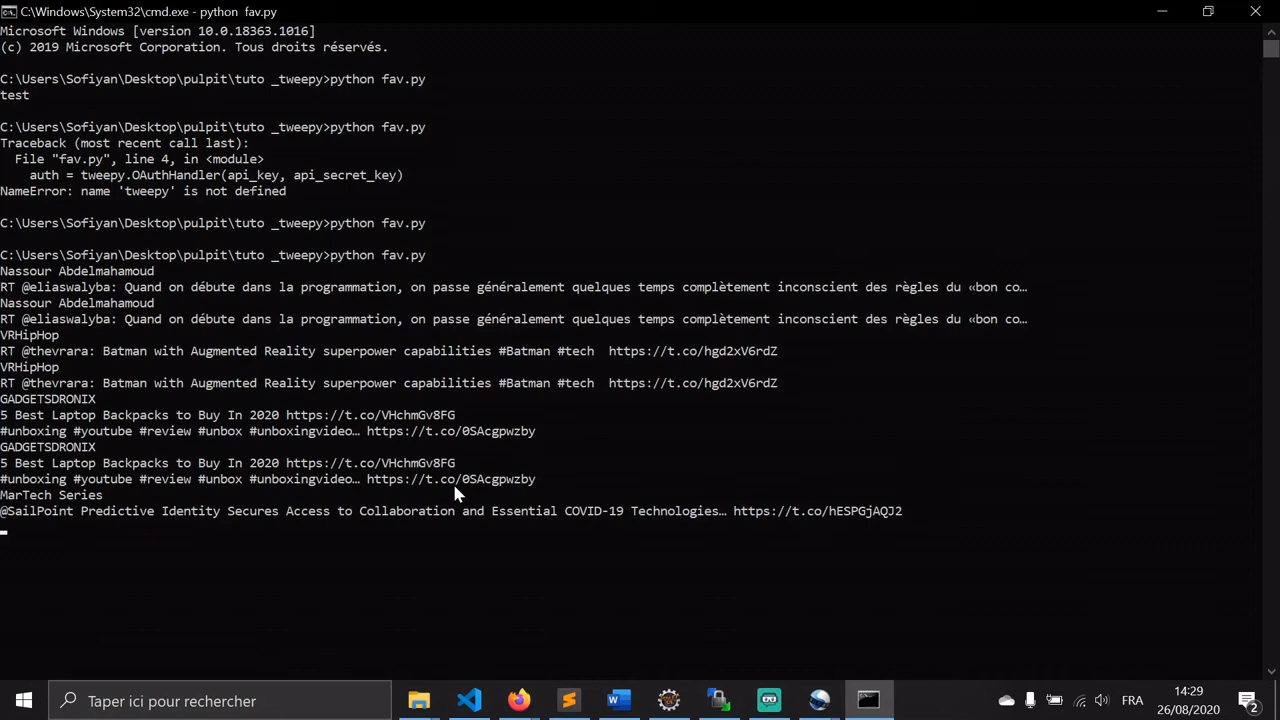 C:\Windows\System32\cmd.exe - python  fav.py
Microsoft Windows [version 10.0.18363.1016]
(c) 2019 Microsoft Corporation. Tous droits réservés.
C:\Users\Sofiyan\Desktop\pulpit\tuto _tweepy>python fav.py
test
C:\Users\Sofiyan\Desktop\pulpit\tuto _tweepy>python fav.py
Traceback (most recent call last):
  File "fav.py", line 4, in <module>
    auth = tweepy.OAuthHandler(api_key, api_secret_key)
NameError: name 'tweepy' is not defined
C:\Users\Sofiyan\Desktop\pulpit\tuto _tweepy>python fav.py
C:\Users\Sofiyan\Desktop\pulpit\tuto _tweepy>python fav.py
Nassour Abdelmahamoud
RT @eliaswalyba: Quand on débute dans la programmation, on passe généralement quelques temps complètement inconscient des règles du «bon co…
Nassour Abdelmahamoud
RT @eliaswalyba: Quand on débute dans la programmation, on passe généralement quelques temps complètement inconscient des règles du «bon co…
VRHipHop
RT @thevrara: Batman with Augmented Reality superpower capabilities #Batman #tech  https://t.co/hgd2xV6rdZ
VRHipHop
RT @thevrara: Batman with Augmented Reality superpower capabilities #Batman #tech  https://t.co/hgd2xV6rdZ
GADGETSDRONIX
5 Best Laptop Backpacks to Buy In 2020 https://t.co/VHchmGv8FG
#unboxing #youtube #review #unbox #unboxingvideo… https://t.co/0SAcgpwzby
GADGETSDRONIX
5 Best Laptop Backpacks to Buy In 2020 https://t.co/VHchmGv8FG
#unboxing #youtube #review #unbox #unboxingvideo… https://t.co/0SAcgpwzby
MarTech Series
@SailPoint Predictive Identity Secures Access to Collaboration and Essential COVID-19 Technologies… https://t.co/hESPGjAQJ2
Taper ici pour rechercher
FRA
14:29
26/08/2020
2